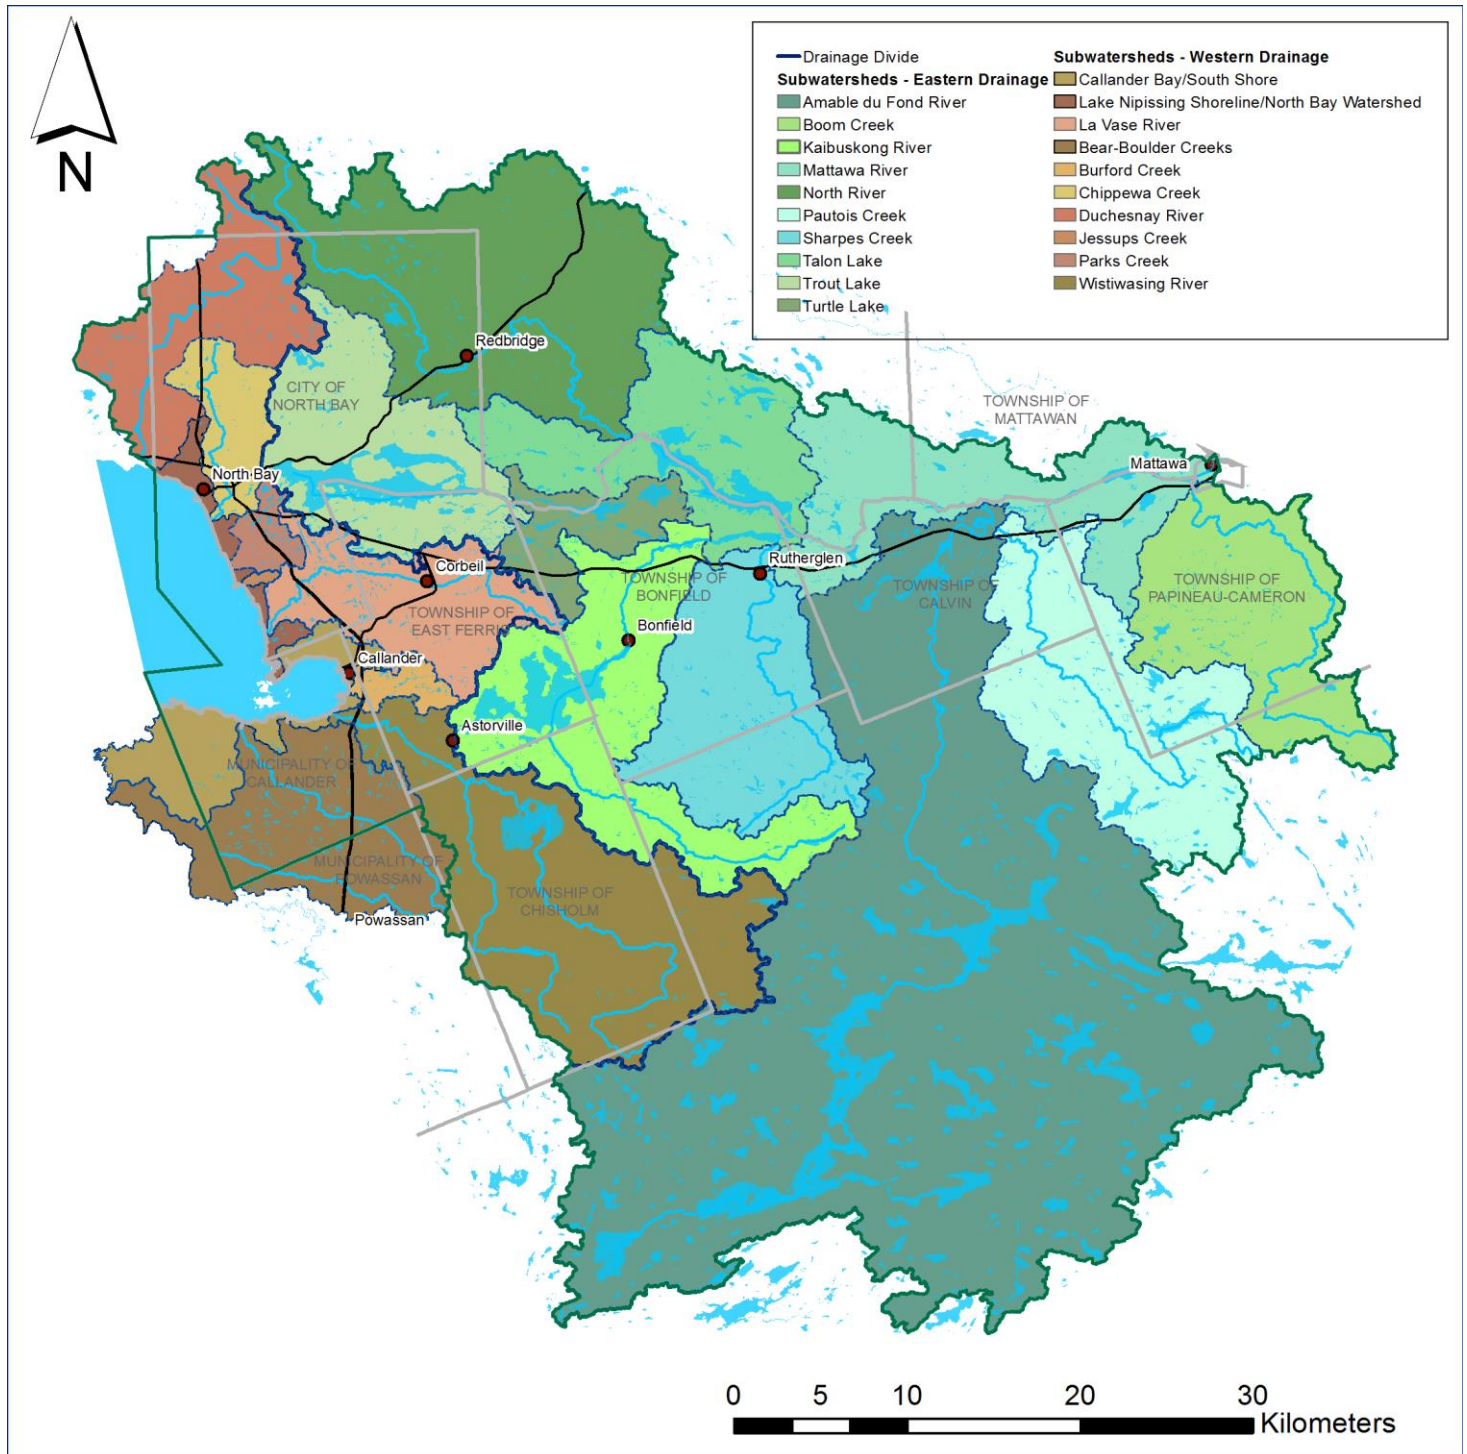 Drainage Divide
Subwatersheds - Eastern Drainage
Amable du Fond River
Boom Creek
Kaibuskong River
Mattawa River
North River
Pautois Creek
Sharpes Creek
Talon Lake
Trout Lake
Turtle Lake
Subwatersheds - Western Drainage
Callander Bay/South Shore
Lake Nipissing Shoreline/North Bay Watershed
La Vase River
Bear-Boulder Creeks
Burford Creek
Chippewa Creek
Duchesnay River
Jessups Creek
Parks Creek
Wistiwasing River
N
Redbridge
CITY OF
NORTH BAY
TOWNSHIP OF
MATTAWAN
Mattawa
North Bay
Corbeil
Rutherglen
TOWNSHIP OF
BONFIELD
TOWNSHIP OF
CALVIN
TOWNSHIP OF
PAPINEAU-CAMERON
TOWNSHIP OF
EAST FERRIS
Bonfield
Callander
Astorville
MUNICIPALITY OF
CALLANDER
MUNICIPALITY OF
POWASSAN
TOWNSHIP OF
CHISHOLM
Powassan
0 5 10 20 30
Kilometers